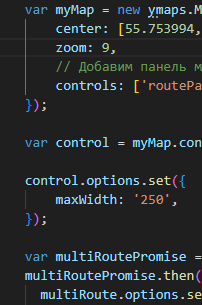 var myMap = new ymaps.M
center: [55.753994,
zoom: 9,
// Добавим панель м
controls: ['routePa
});
var control = myMap.con
control.options.set({
maxWidth: '250',
});
var multiRoutePromise =
multiRoutePromise.then(
multiRoute.options.se